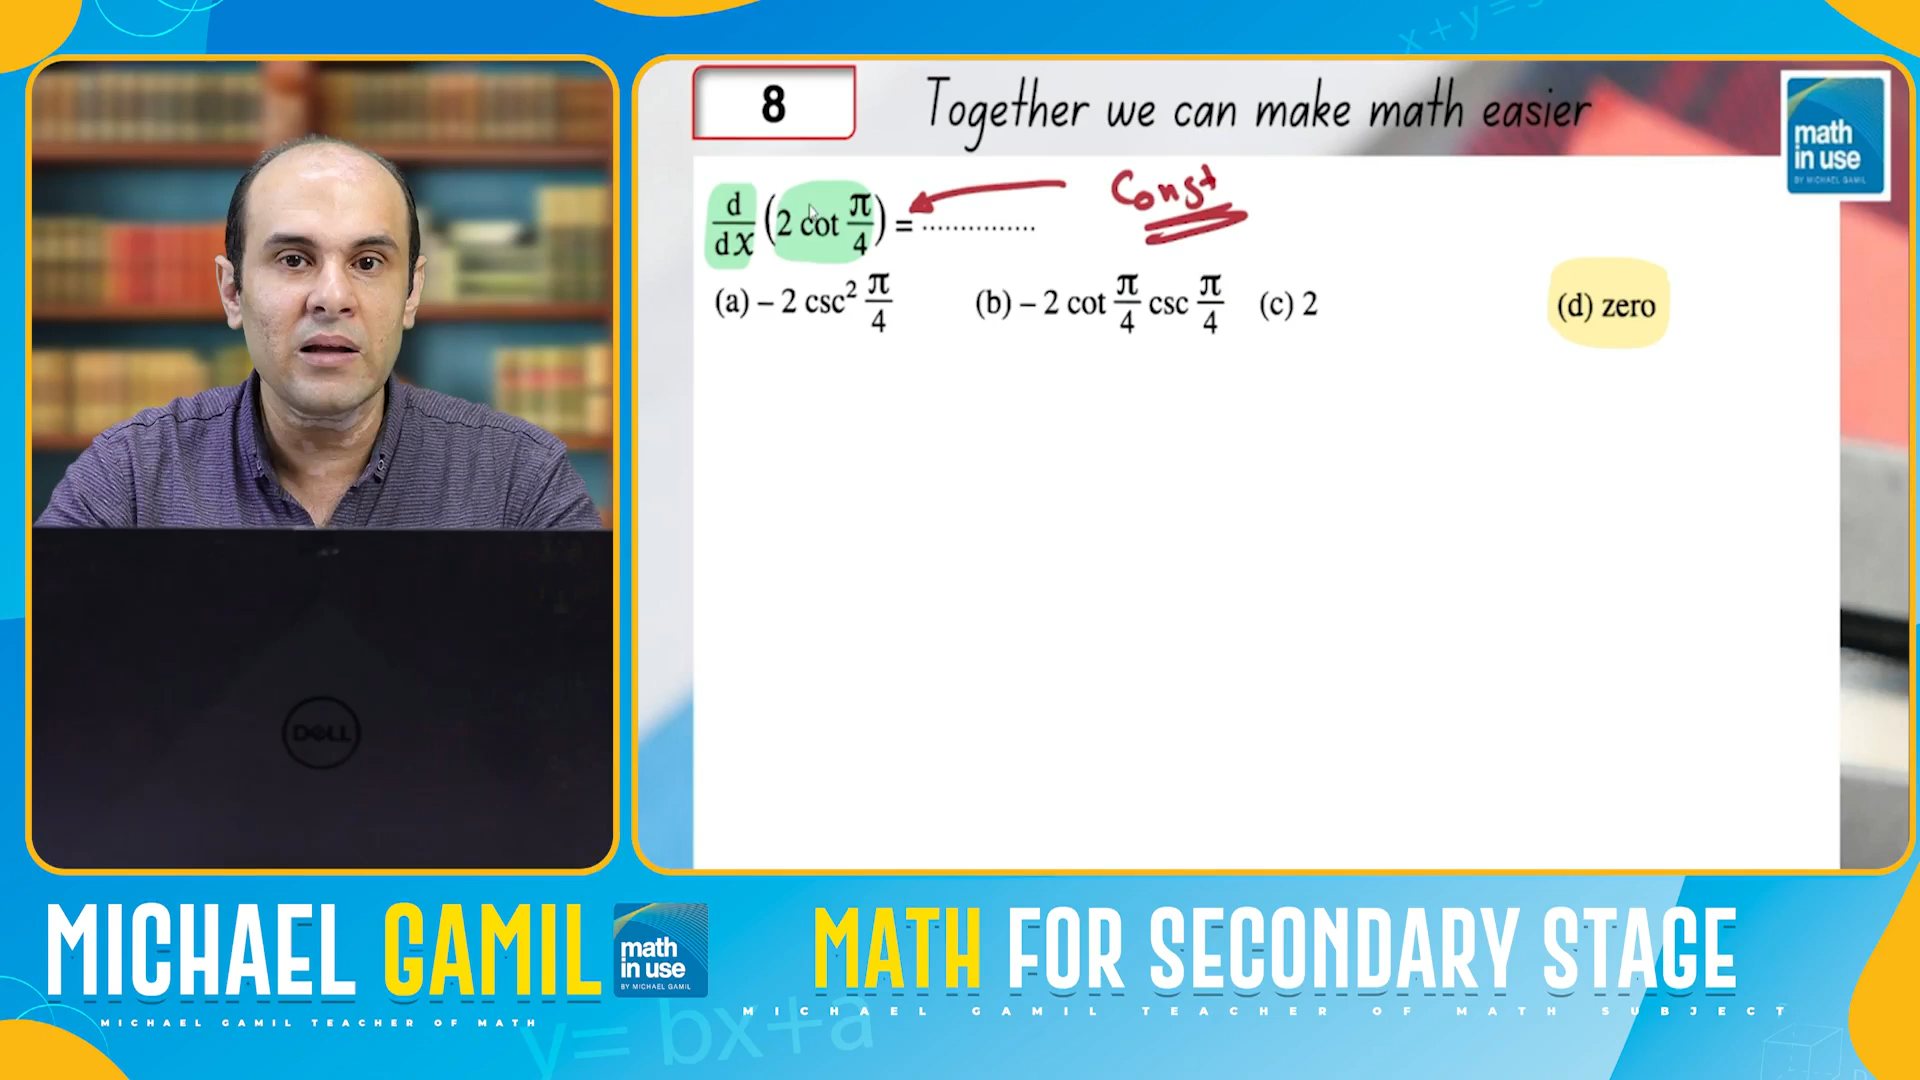 x + y =
8
Together we can make math easier
math
in use
BY MICHAEL GAMIL
Const
d/dx (2 cot π/4) = ...............
(a) – 2 csc² π/4 (b) – 2 cot π/4 csc π/4 (c) 2 (d) zero
DELL
MICHAEL GAMIL
math
in use
BY MICHAEL GAMIL
MATH FOR SECONDARY STAGE
MICHAEL GAMIL TEACHER OF MATH
MICHAEL GAMIL TEACHER OF MATH SUBJECT
y= bx+a